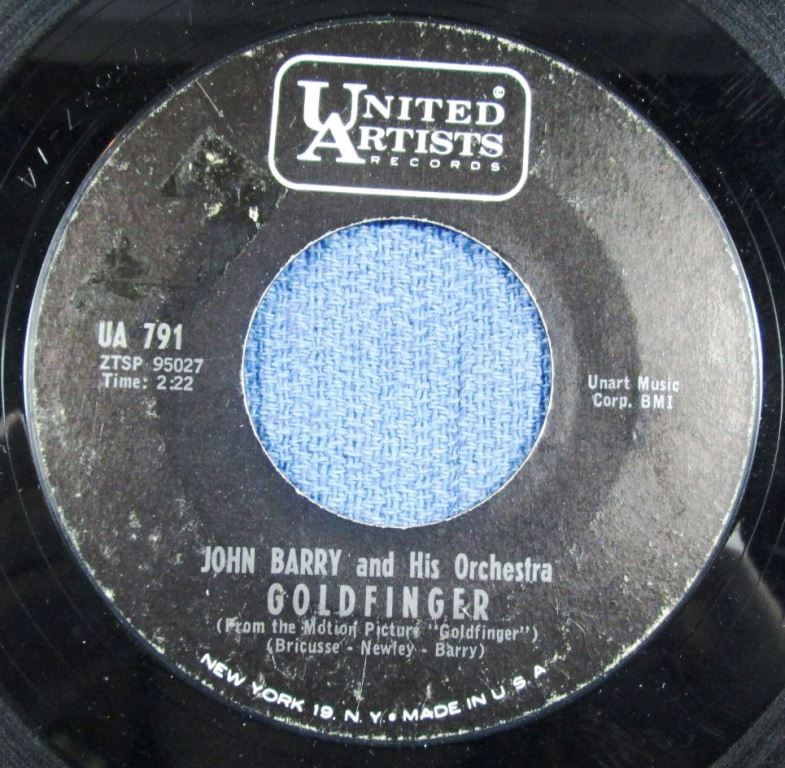 UNITED ©
ARTISTS
RECORDS
UA 791
ZTSP 95027
Time: 2:22
Unart Music
Corp. BMI
JOHN BARRY and His Orchestra
GOLDFINGER
(From the Motion Picture "Goldfinger")
(Bricusse - Newley - Barry)
NEW YORK 19, N.Y. • MADE IN U.S.A.